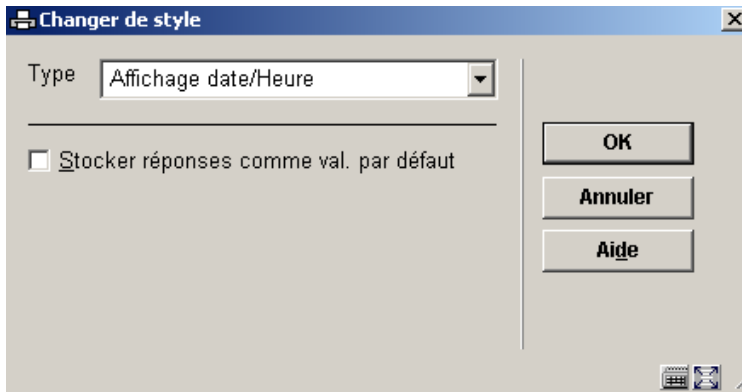 Changer de style
Type
Affichage date/Heure
Stocker réponses comme val. par défaut
OK
Annuler
Aide